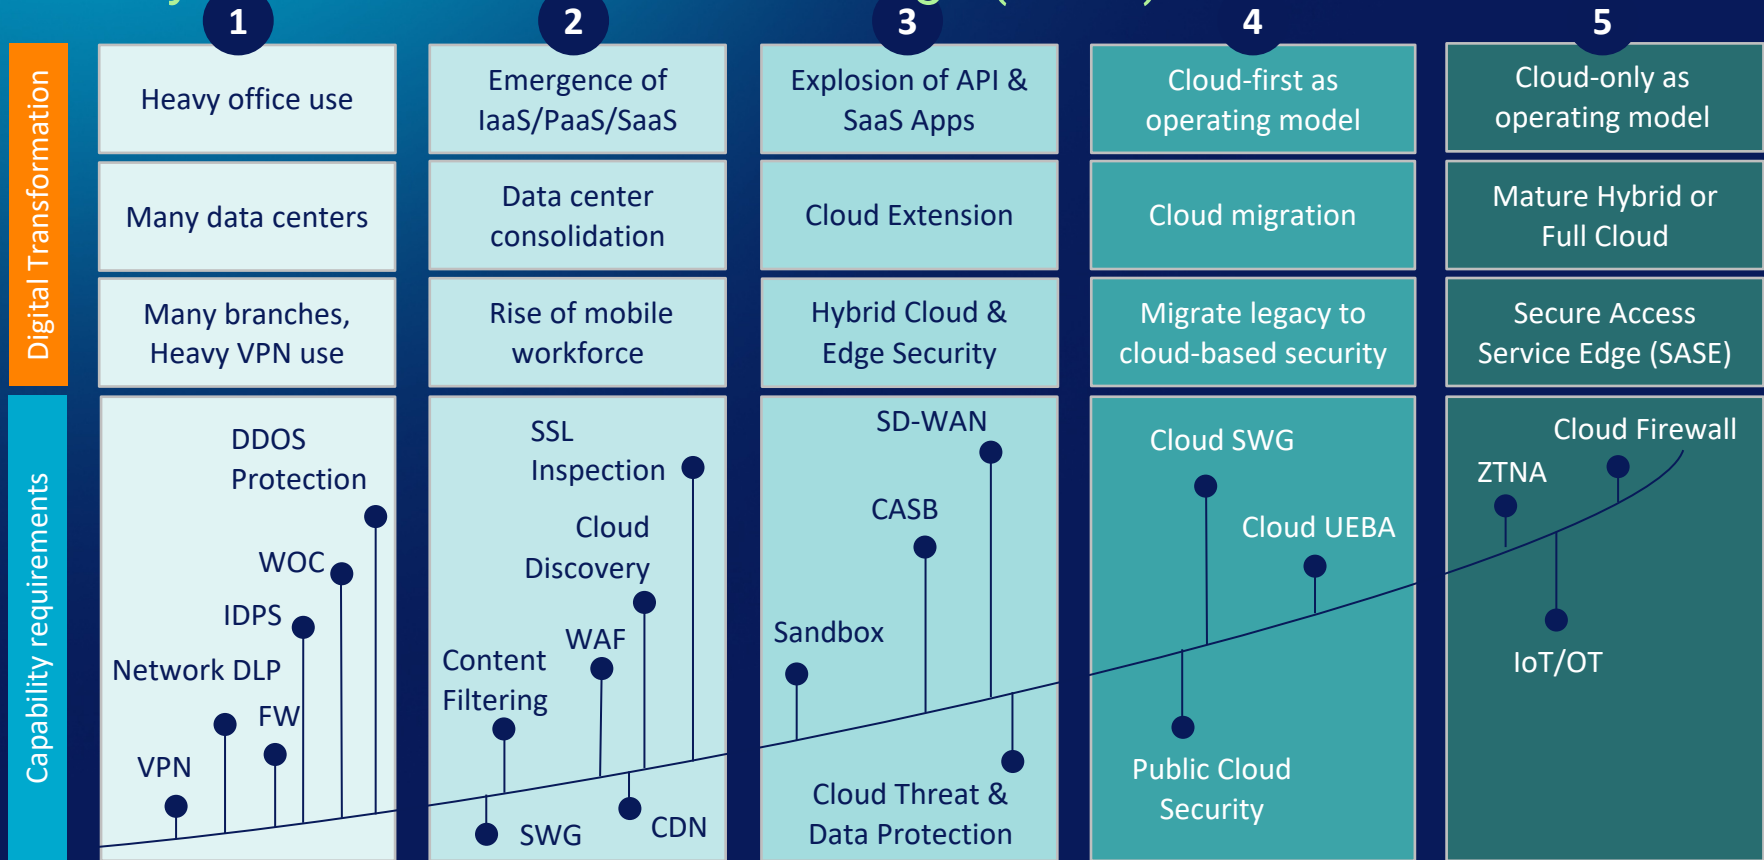 1
2
3
4
5
Digital Transformation
Heavy office use
Emergence of
IaaS/PaaS/SaaS
Explosion of API &
SaaS Apps
Cloud-first as
operating model
Cloud-only as
operating model
Many data centers
Data center
consolidation
Cloud Extension
Cloud migration
Mature Hybrid or
Full Cloud
Many branches,
Heavy VPN use
Rise of mobile
workforce
Hybrid Cloud &
Edge Security
Migrate legacy to
cloud-based security
Secure Access
Service Edge (SASE)
Capability requirements
DDOS
Protection
WOC
IDPS
Network DLP
FW
VPN
SSL
Inspection
Cloud
Discovery
WAF
Content
Filtering
SWG
CDN
SD-WAN
CASB
Sandbox
Cloud Threat &
Data Protection
Cloud SWG
Cloud UEBA
Public Cloud
Security
Cloud Firewall
ZTNA
IoT/OT